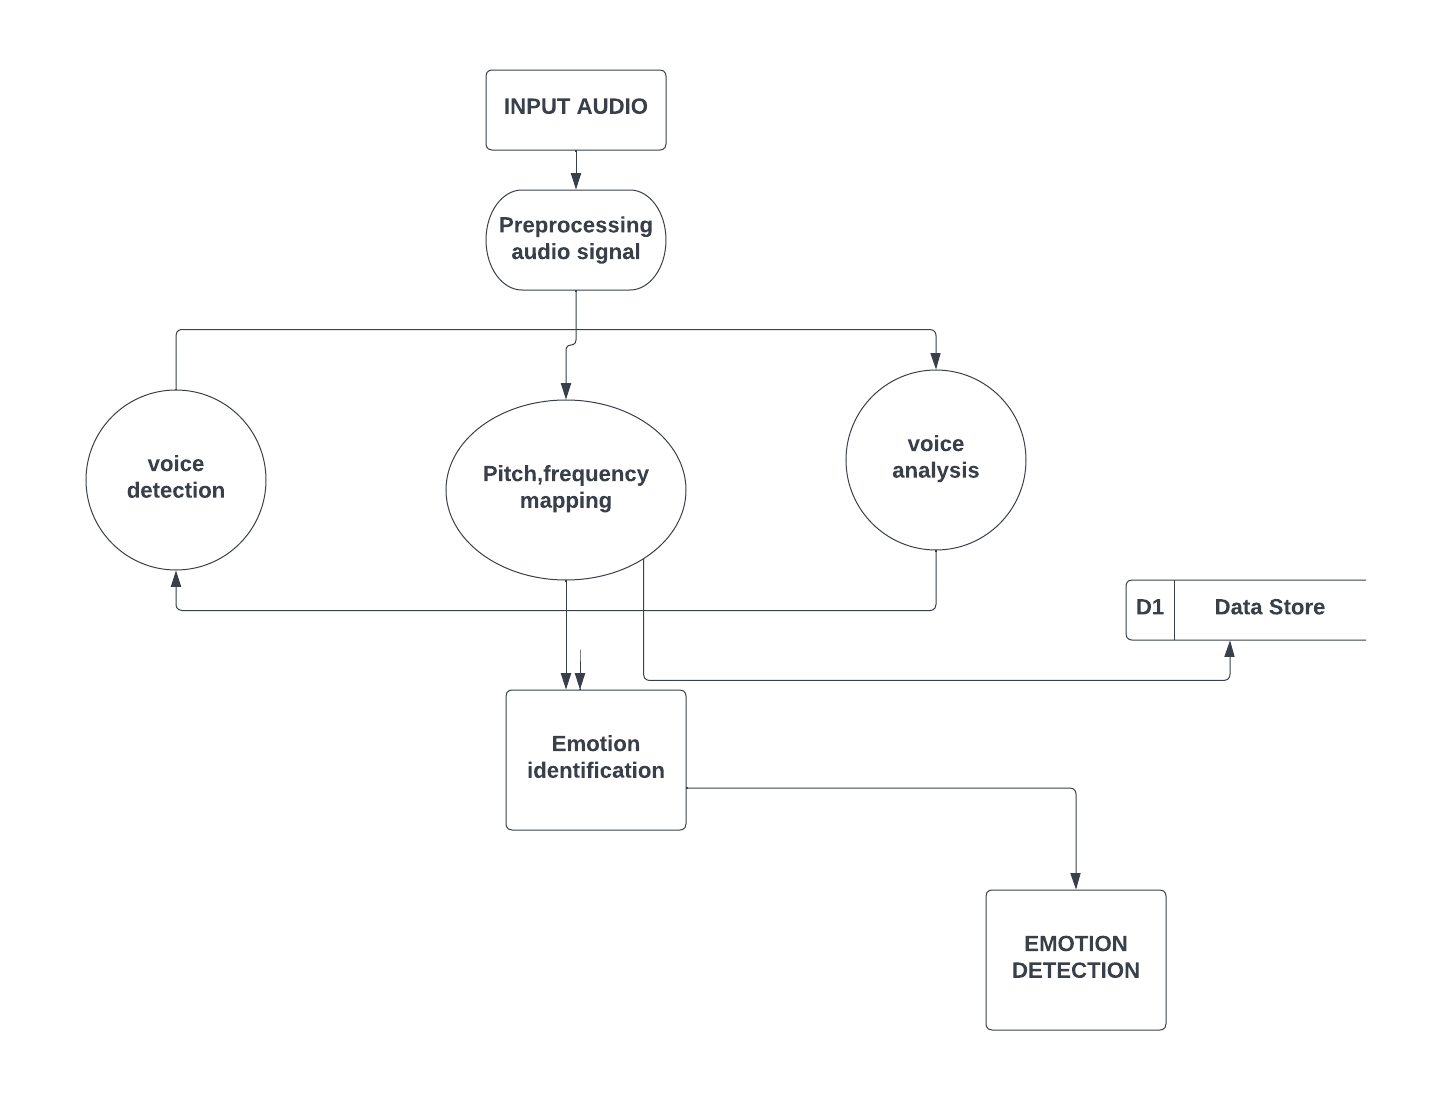 INPUT AUDIO
Preprocessing
audio signal
voice
detection
Pitch,frequency
mapping
voice
analysis
D1
Data Store
Emotion
identification
EMOTION
DETECTION